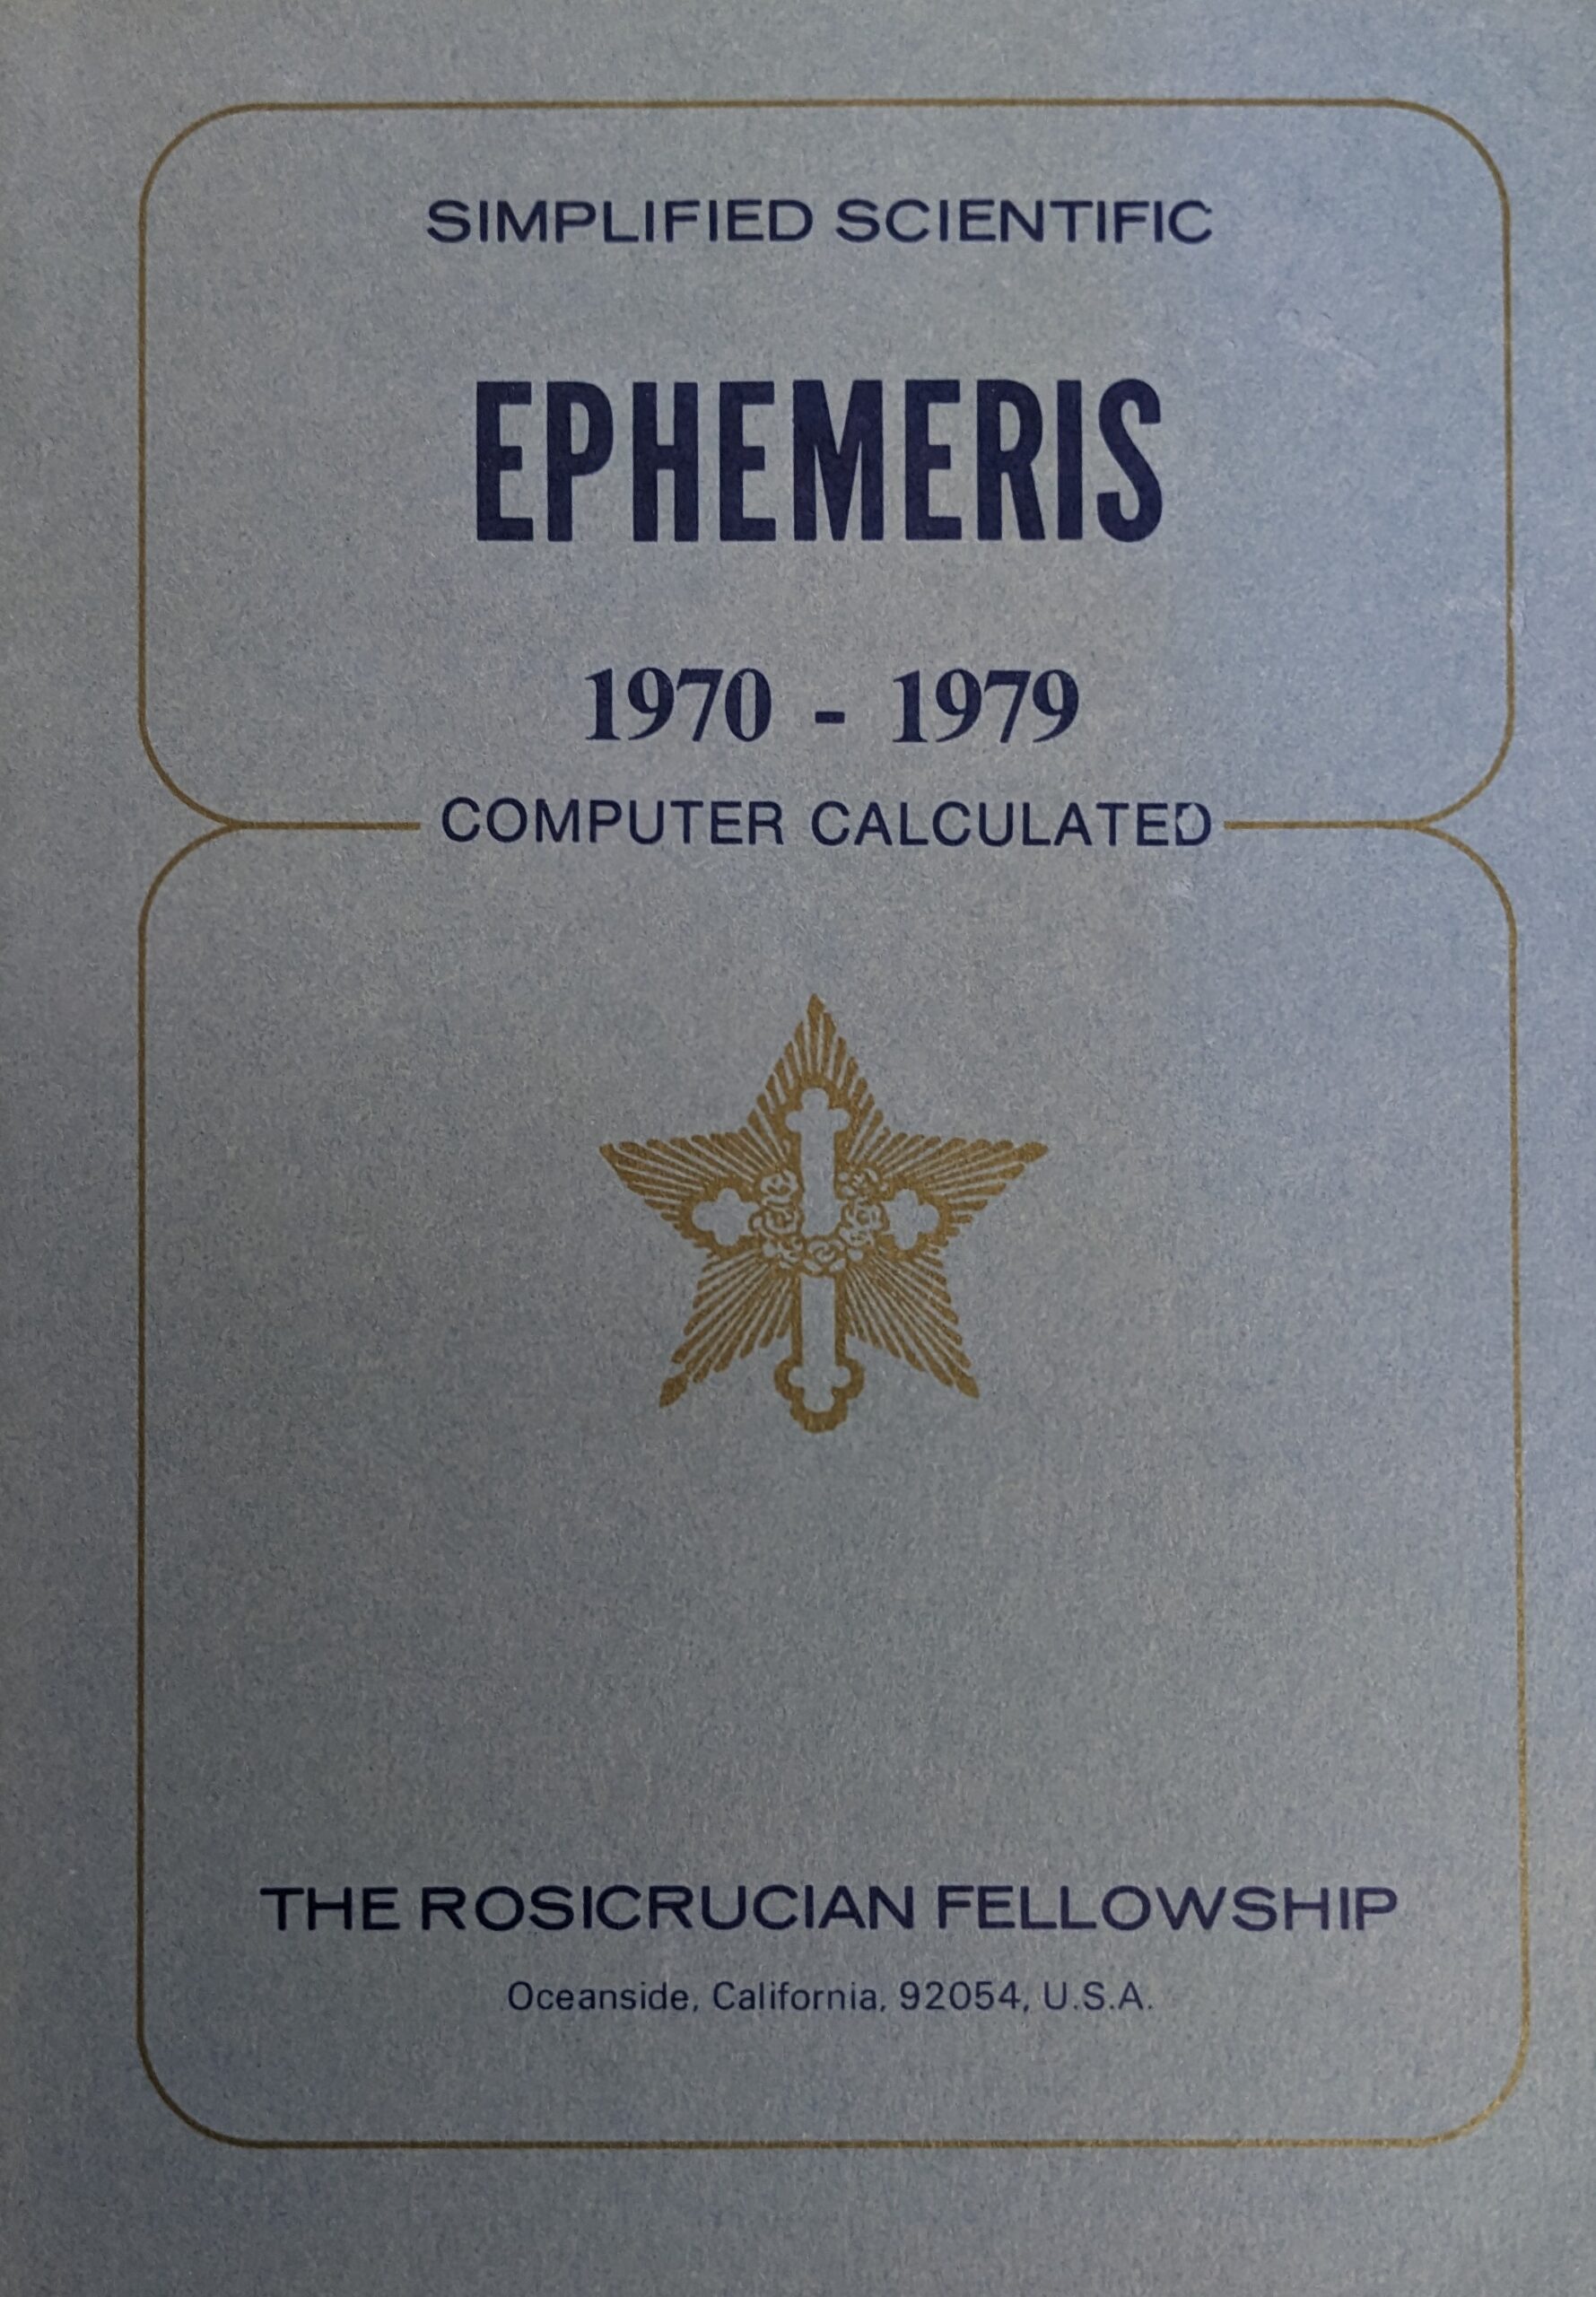 SIMPLIFIED SCIENTIFIC
EPHEMERIS
1970 - 1979
COMPUTER CALCULATED
THE ROSICRUCIAN FELLOWSHIP
Oceanside, California, 92054, U.S.A.